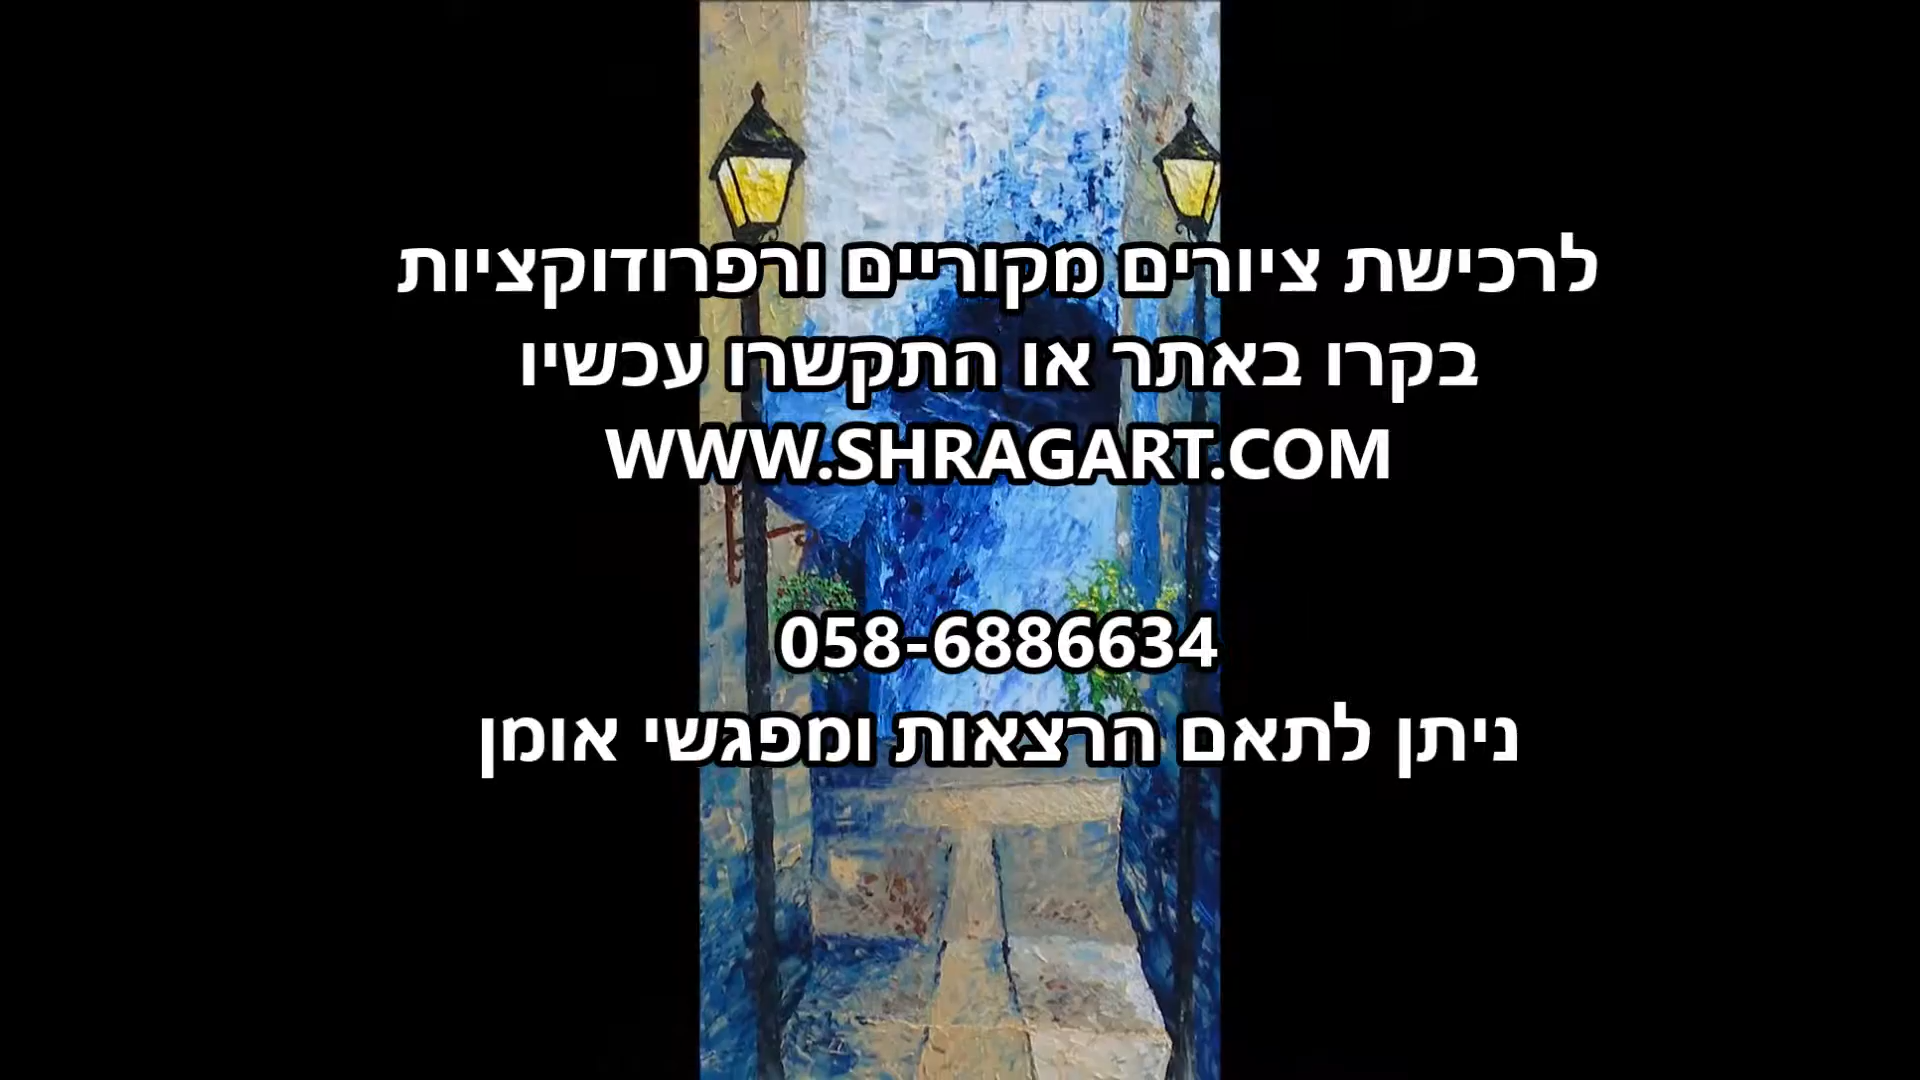 לרכישת ציורים מקוריים ורפרודוקציות
בקרו באתר או התקשרו עכשיו
WWW.SHRAGART.COM
058-6886634
ניתן לתאם הרצאות ומפגשי אומן